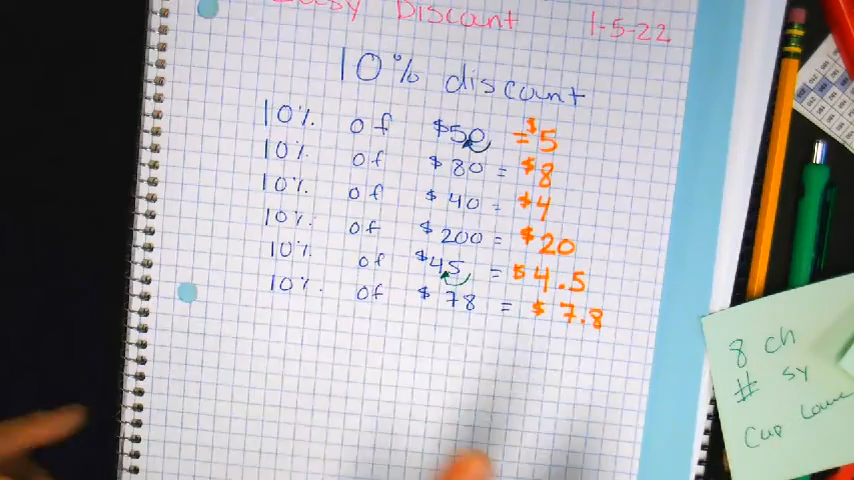 Easy Discount 1-5-22
10% discount
10% of $50 = $5
10% of $80 = $8
10% of $40 = $4
10% of $200 = $20
10% of $45 = $4.5
10% of $78 = $7.8
8 ch
# sy
Cup